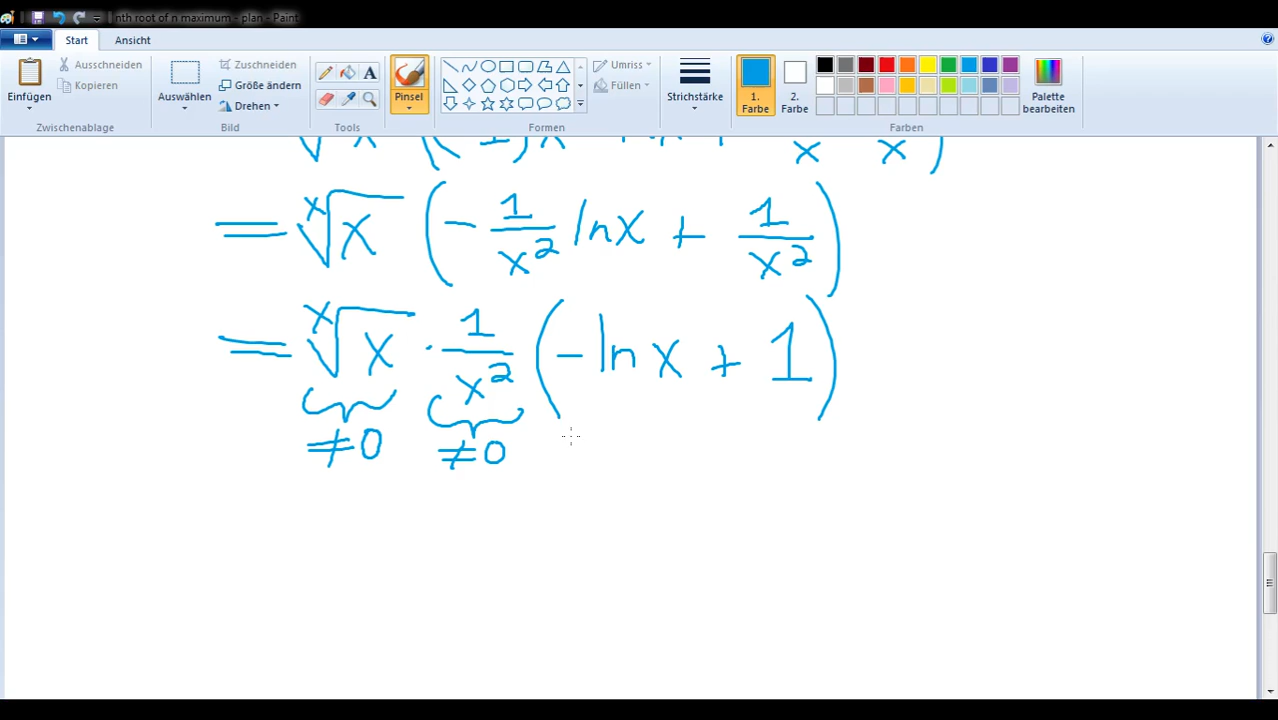 nth root of n maximum - plan - Paint
Start Ansicht
Einfügen
Ausschneiden
Kopieren
Zwischenablage
Auswählen
Zuschneiden
Größe ändern
Drehen
Bild
A
Pinsel
Tools
Umriss
Füllen
Formen
Strichstärke
1. Farbe
2. Farbe
Palette bearbeiten
Farben
= ˣ√x (- 1/x² ln x + 1/x²)
= ˣ√x · 1/x² (- ln x + 1)
≠0 ≠0